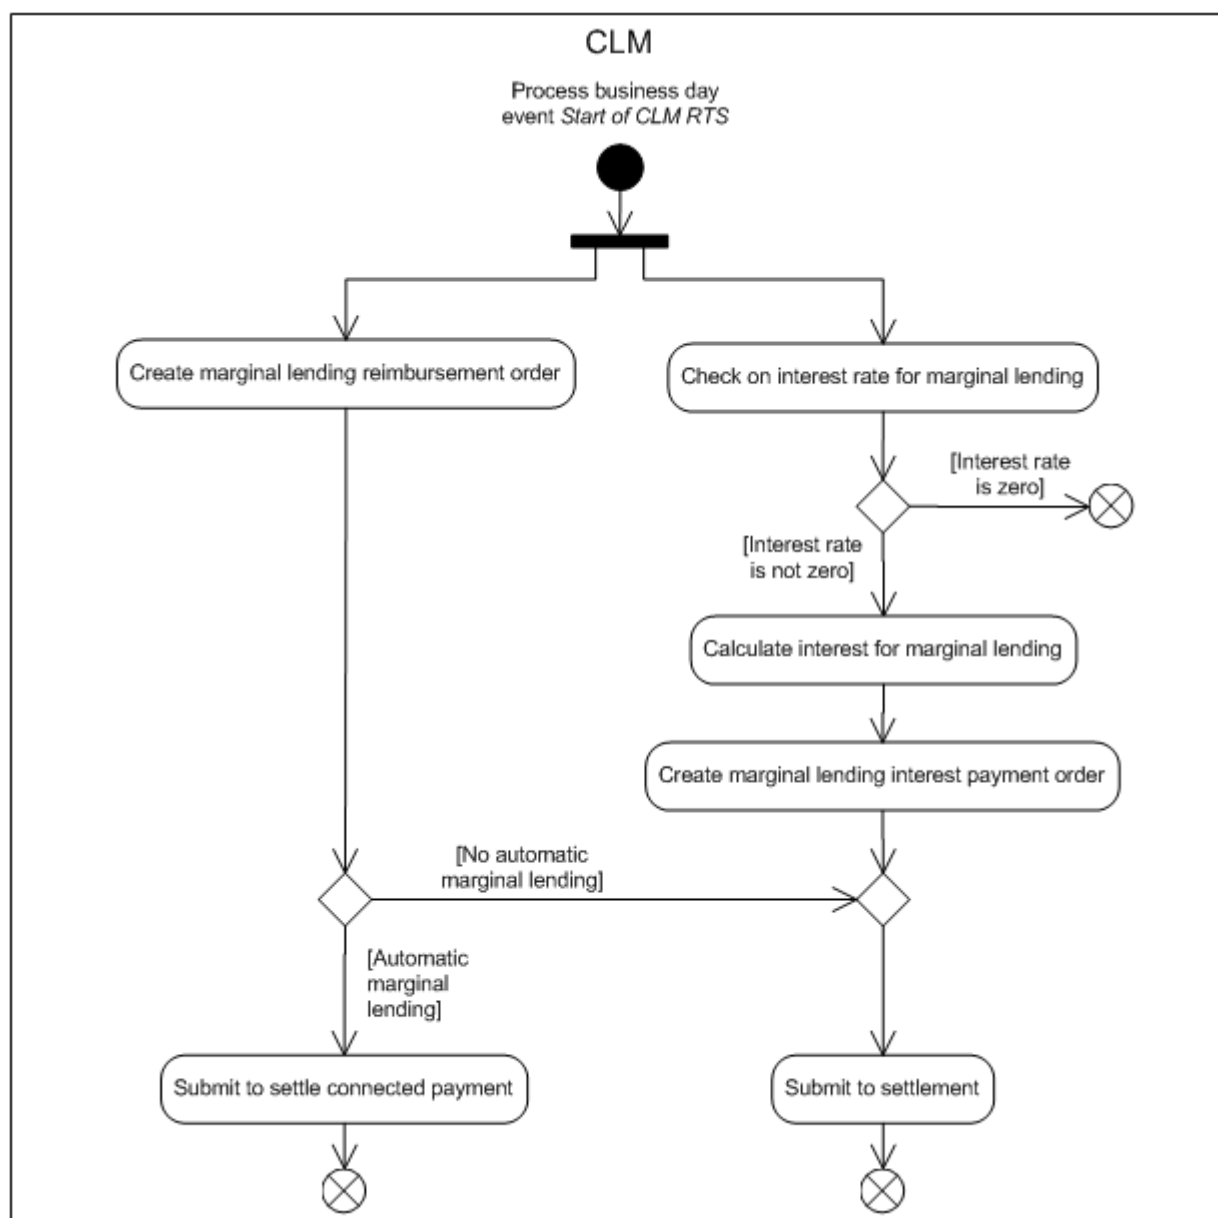 CLM
Process business day
event Start of CLM RTS
Create marginal lending reimbursement order
Check on interest rate for marginal lending
[Interest rate
is zero]
[Interest rate
is not zero]
Calculate interest for marginal lending
Create marginal lending interest payment order
[No automatic
marginal lending]
[Automatic
marginal
lending]
Submit to settle connected payment
Submit to settlement